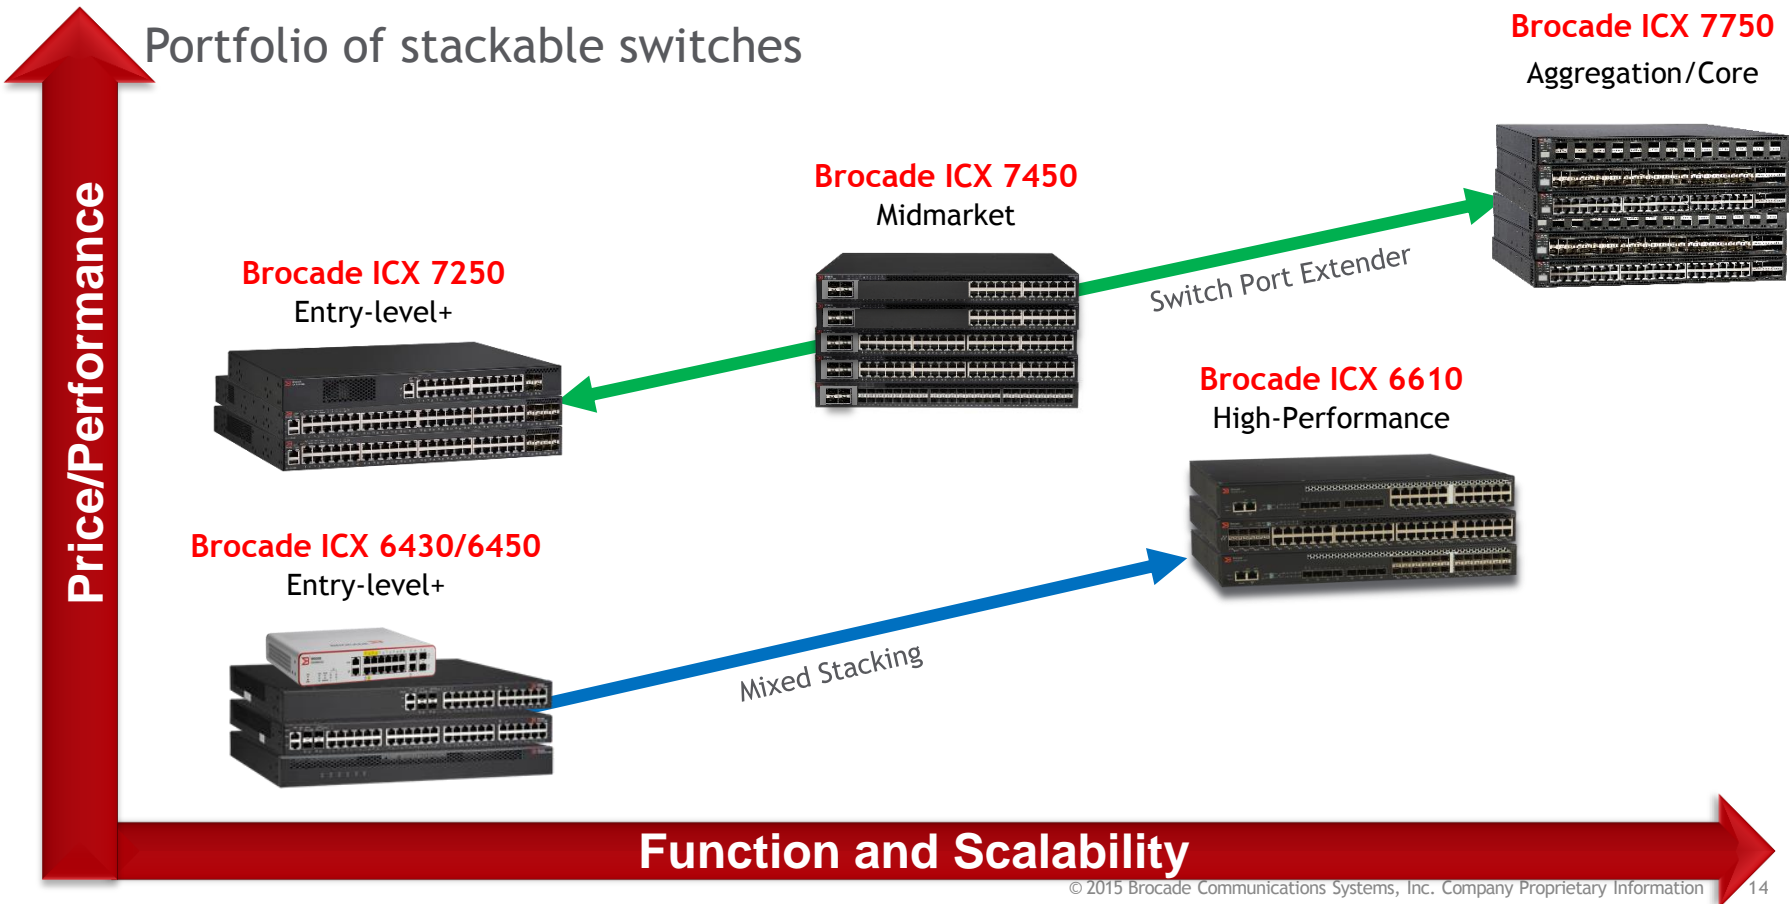 Portfolio of stackable switches
Brocade ICX 7750
Aggregation/Core
Brocade ICX 7450
Midmarket
Switch Port Extender
Brocade ICX 7250
Entry-level+
Brocade ICX 6610
High-Performance
Brocade ICX 6430/6450
Entry-level+
Mixed Stacking
Price/Performance
Function and Scalability
© 2015 Brocade Communications Systems, Inc. Company Proprietary Information
14